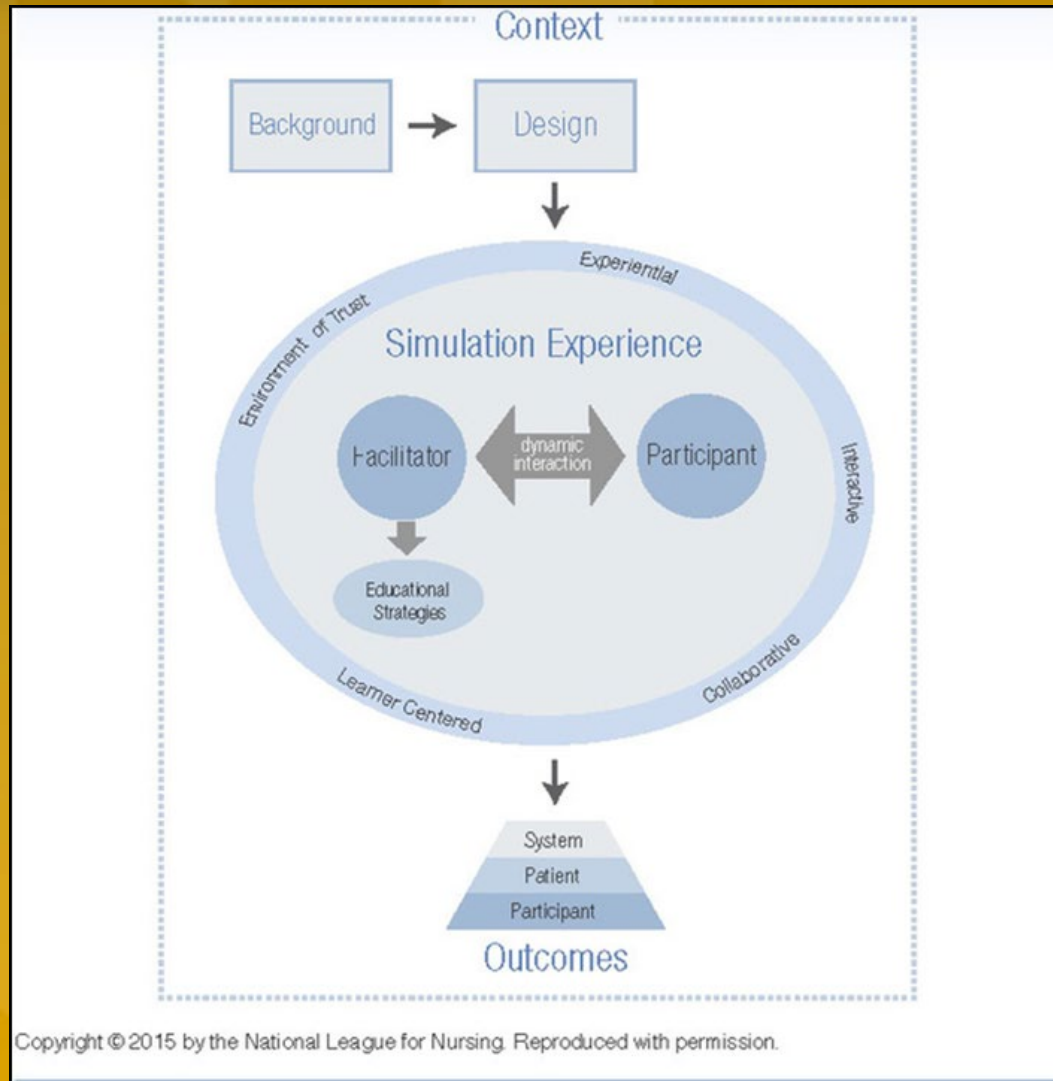 Context
Background
Design
Experiential
Environment of Trust
Simulation Experience
Facilitator
dynamic
interaction
Participant
Interactive
Educational
Strategies
Learner Centered
Collaborative
System
Patient
Participant
Outcomes
Copyright © 2015 by the National League for Nursing. Reproduced with permission.